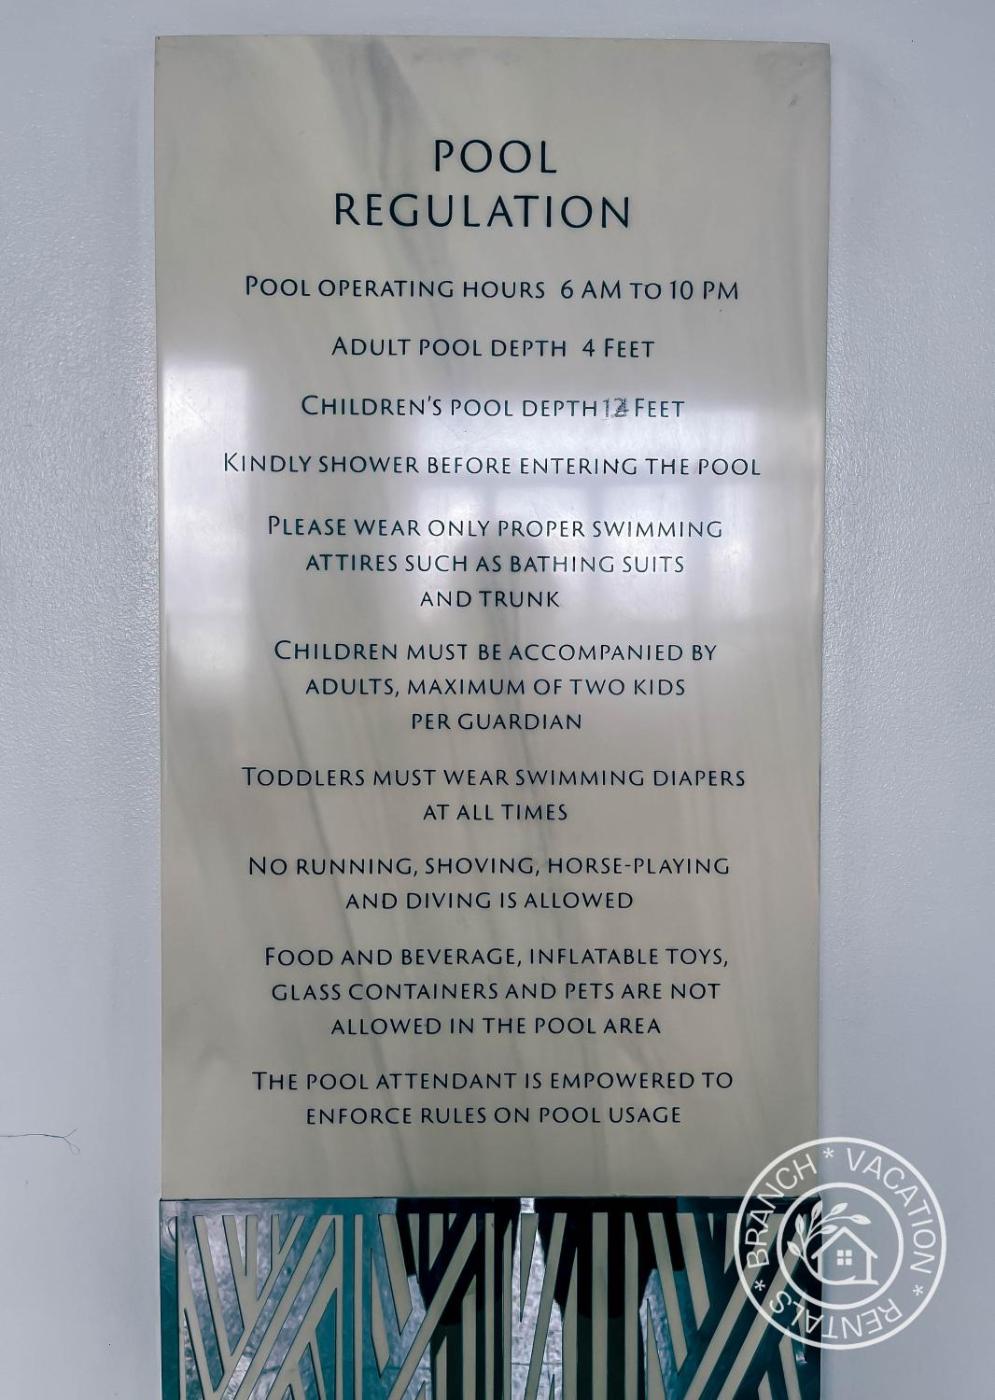 POOL
REGULATION
POOL OPERATING HOURS 6 AM TO 10 PM
ADULT POOL DEPTH 4 FEET
CHILDREN'S POOL DEPTH FEET
KINDLY SHOWER BEFORE ENTERING THE POOL
PLEASE WEAR ONLY PROPER SWIMMING
ATTIRES SUCH AS BATHING SUITS
AND TRUNK
CHILDREN MUST BE ACCOMPANIED BY
ADULTS, MAXIMUM OF TWO KIDS
PER GUARDIAN
TODDLERS MUST WEAR SWIMMING DIAPERS
AT ALL TIMES
NO RUNNING, SHOVING, HORSE-PLAYING
AND DIVING IS ALLOWED
FOOD AND BEVERAGE, INFLATABLE TOYS,
GLASS CONTAINERS AND PETS ARE NOT
ALLOWED IN THE POOL AREA
THE POOL ATTENDANT IS EMPOWERED TO
ENFORCE RULES ON POOL USAGE
BRANCH * VACATION * RENTALS *